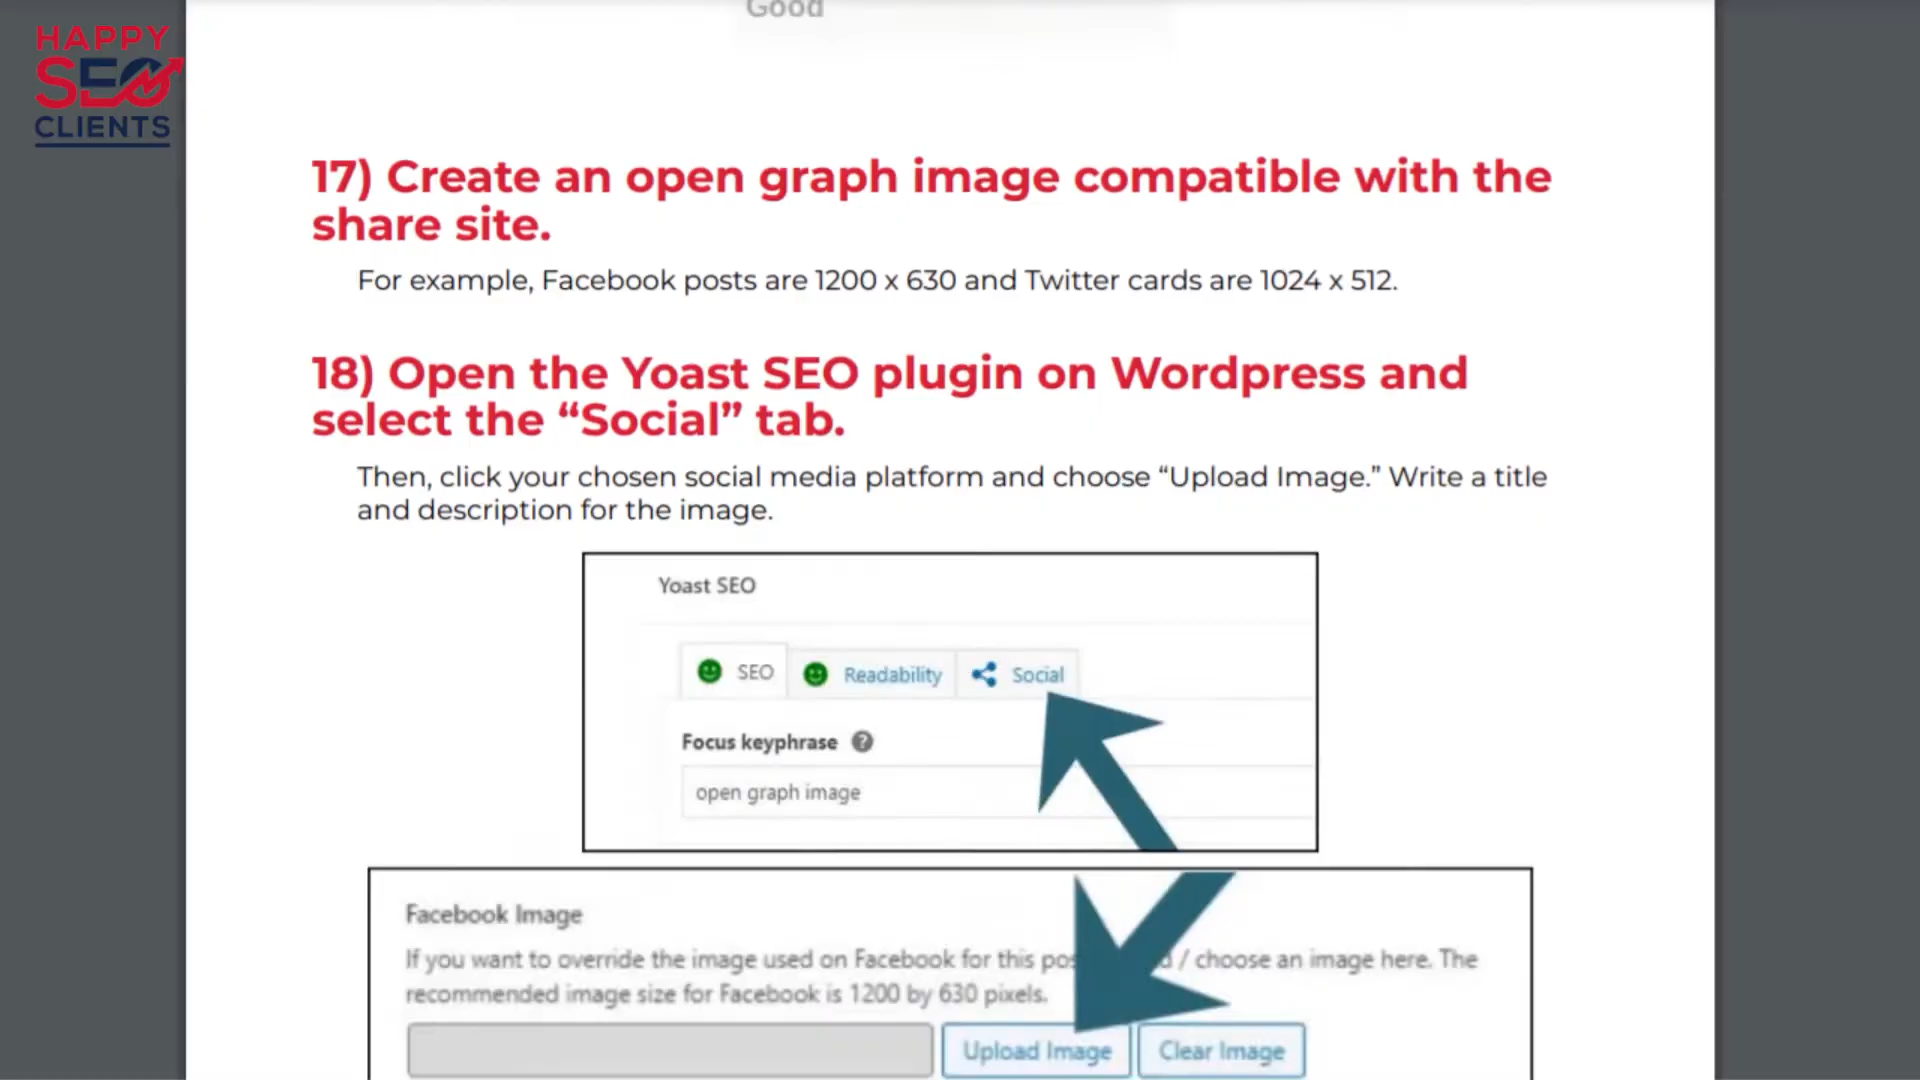 Good
HAPPY
SEO
CLIENTS
17) Create an open graph image compatible with the
share site.
For example, Facebook posts are 1200 x 630 and Twitter cards are 1024 x 512.
18) Open the Yoast SEO plugin on Wordpress and
select the “Social” tab.
Then, click your chosen social media platform and choose “Upload Image.” Write a title
and description for the image.
Yoast SEO
SEO Readability Social
Focus keyphrase ?
open graph image
Facebook Image
If you want to override the image used on Facebook for this / choose an image here. The
recommended image size for Facebook is 1200 by 630 pixels.
Upload Image Clear Image